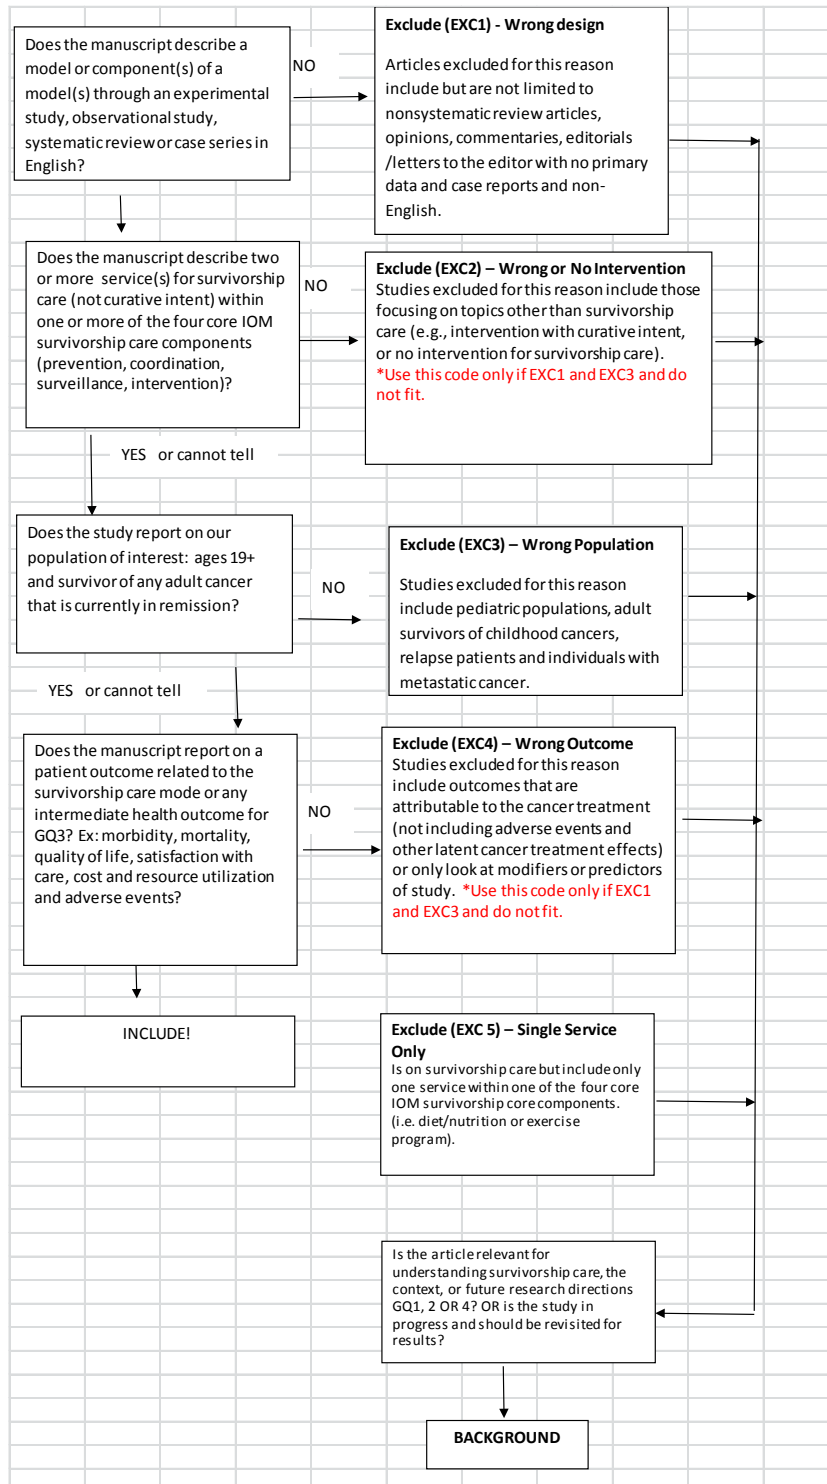 Does the manuscript describe a
model or component(s) of a
model(s) through an experimental
study, observational study,
systematic review or case series in
English?
NO
Exclude (EXC1) - Wrong design
Articles excluded for this reason
include but are not limited to
nonsystematic review articles,
opinions, commentaries, editorials
/letters to the editor with no primary
data and case reports and non-
English.
Does the manuscript describe two
or more service(s) for survivorship
care (not curative intent) within
one or more of the four core IOM
survivorship care components
(prevention, coordination,
surveillance, intervention)?
NO
Exclude (EXC2) – Wrong or No Intervention
Studies excluded for this reason include those
focusing on topics other than survivorship
care (e.g., intervention with curative intent,
or no intervention for survivorship care).
*Use this code only if EXC1 and EXC3 and do
not fit.
YES or cannot tell
Does the study report on our
population of interest: ages 19+
and survivor of any adult cancer
that is currently in remission?
NO
Exclude (EXC3) – Wrong Population
Studies excluded for this reason
include pediatric populations, adult
survivors of childhood cancers,
relapse patients and individuals with
metastatic cancer.
YES or cannot tell
Does the manuscript report on a
patient outcome related to the
survivorship care mode or any
intermediate health outcome for
GQ3? Ex: morbidity, mortality,
quality of life, satisfaction with
care, cost and resource utilization
and adverse events?
NO
Exclude (EXC4) – Wrong Outcome
Studies excluded for this reason
include outcomes that are
attributable to the cancer treatment
(not including adverse events and
other latent cancer treatment effects)
or only look at modifiers or predictors
of study. *Use this code only if EXC1
and EXC3 and do not fit.
INCLUDE!
Exclude (EXC 5) – Single Service
Only
Is on survivorship care but include only
one service within one of the four core
IOM survivorship core components.
(i.e. diet/nutrition or exercise
program).
Is the article relevant for
understanding survivorship care, the
context, or future research directions
GQ1, 2 OR 4? OR is the study in
progress and should be revisited for
results?
BACKGROUND